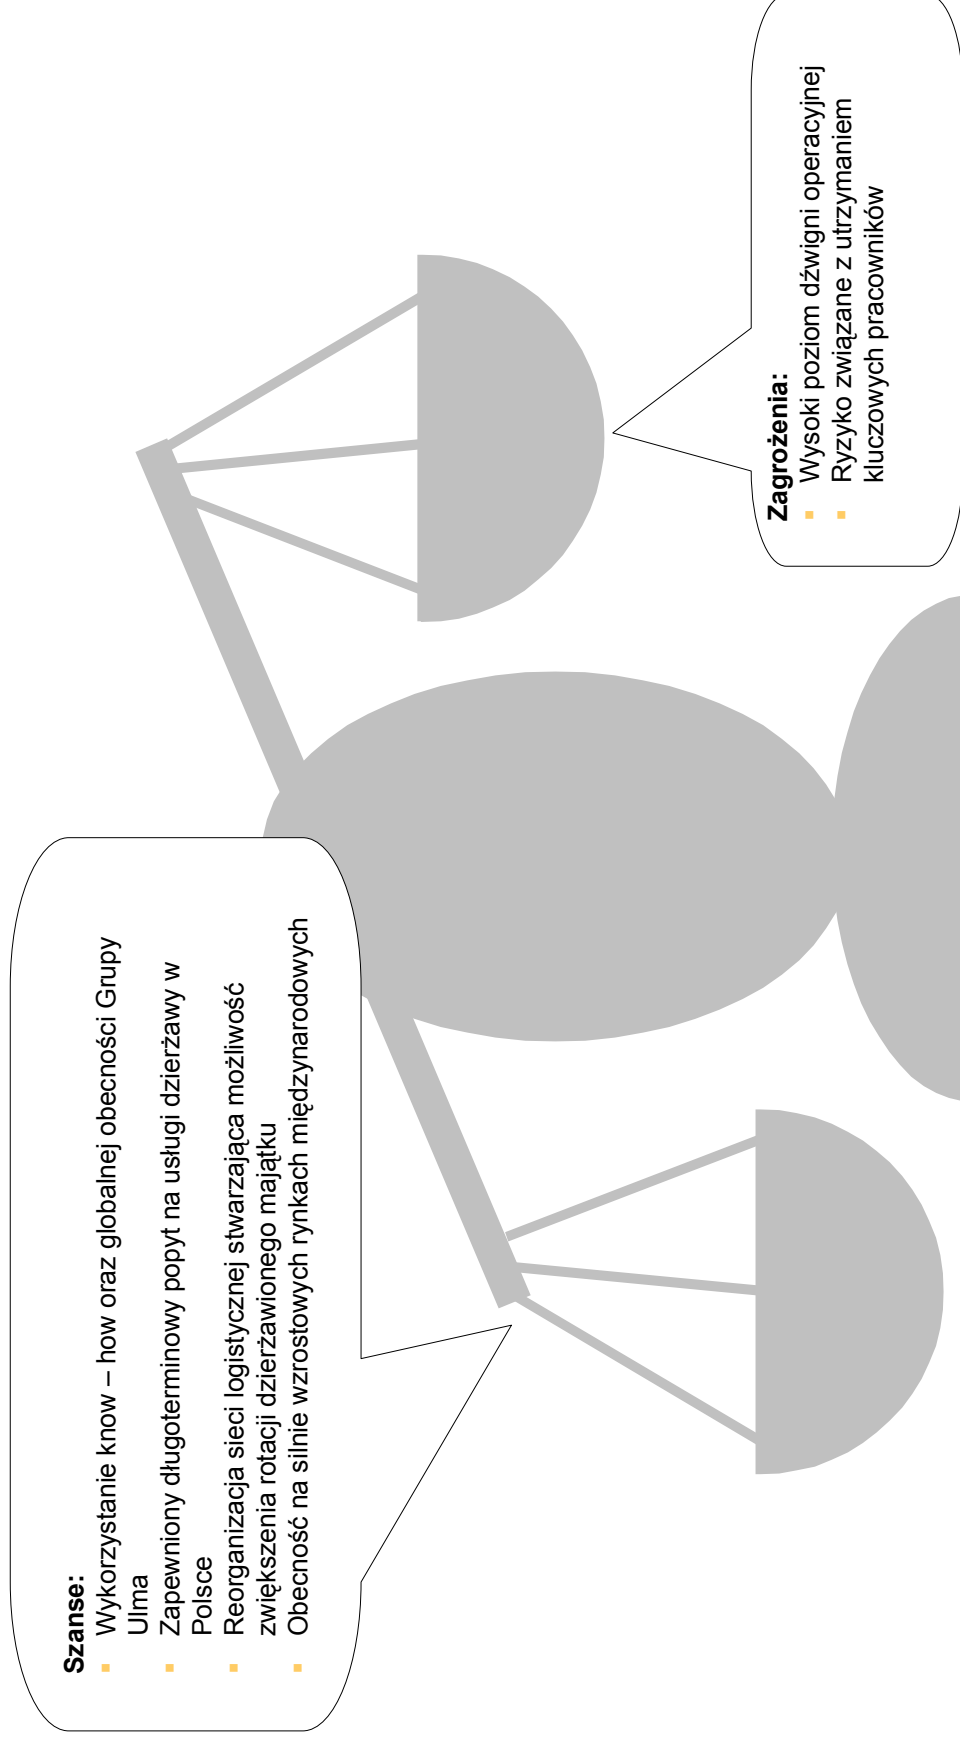 Szanse:
Wykorzystanie know – how oraz globalnej obecności Grupy
Ulma
Zapewniony długoterminowy popyt na usługi dzierżawy w
Polsce
Reorganizacja sieci logistycznej stwarzająca możliwość
zwiększenia rotacji dzierżawionego majątku
Obecność na silnie wzrostowych rynkach międzynarodowych
Zagrożenia:
Wysoki poziom dźwigni operacyjnej
Ryzyko związane z utrzymaniem
kluczowych pracowników